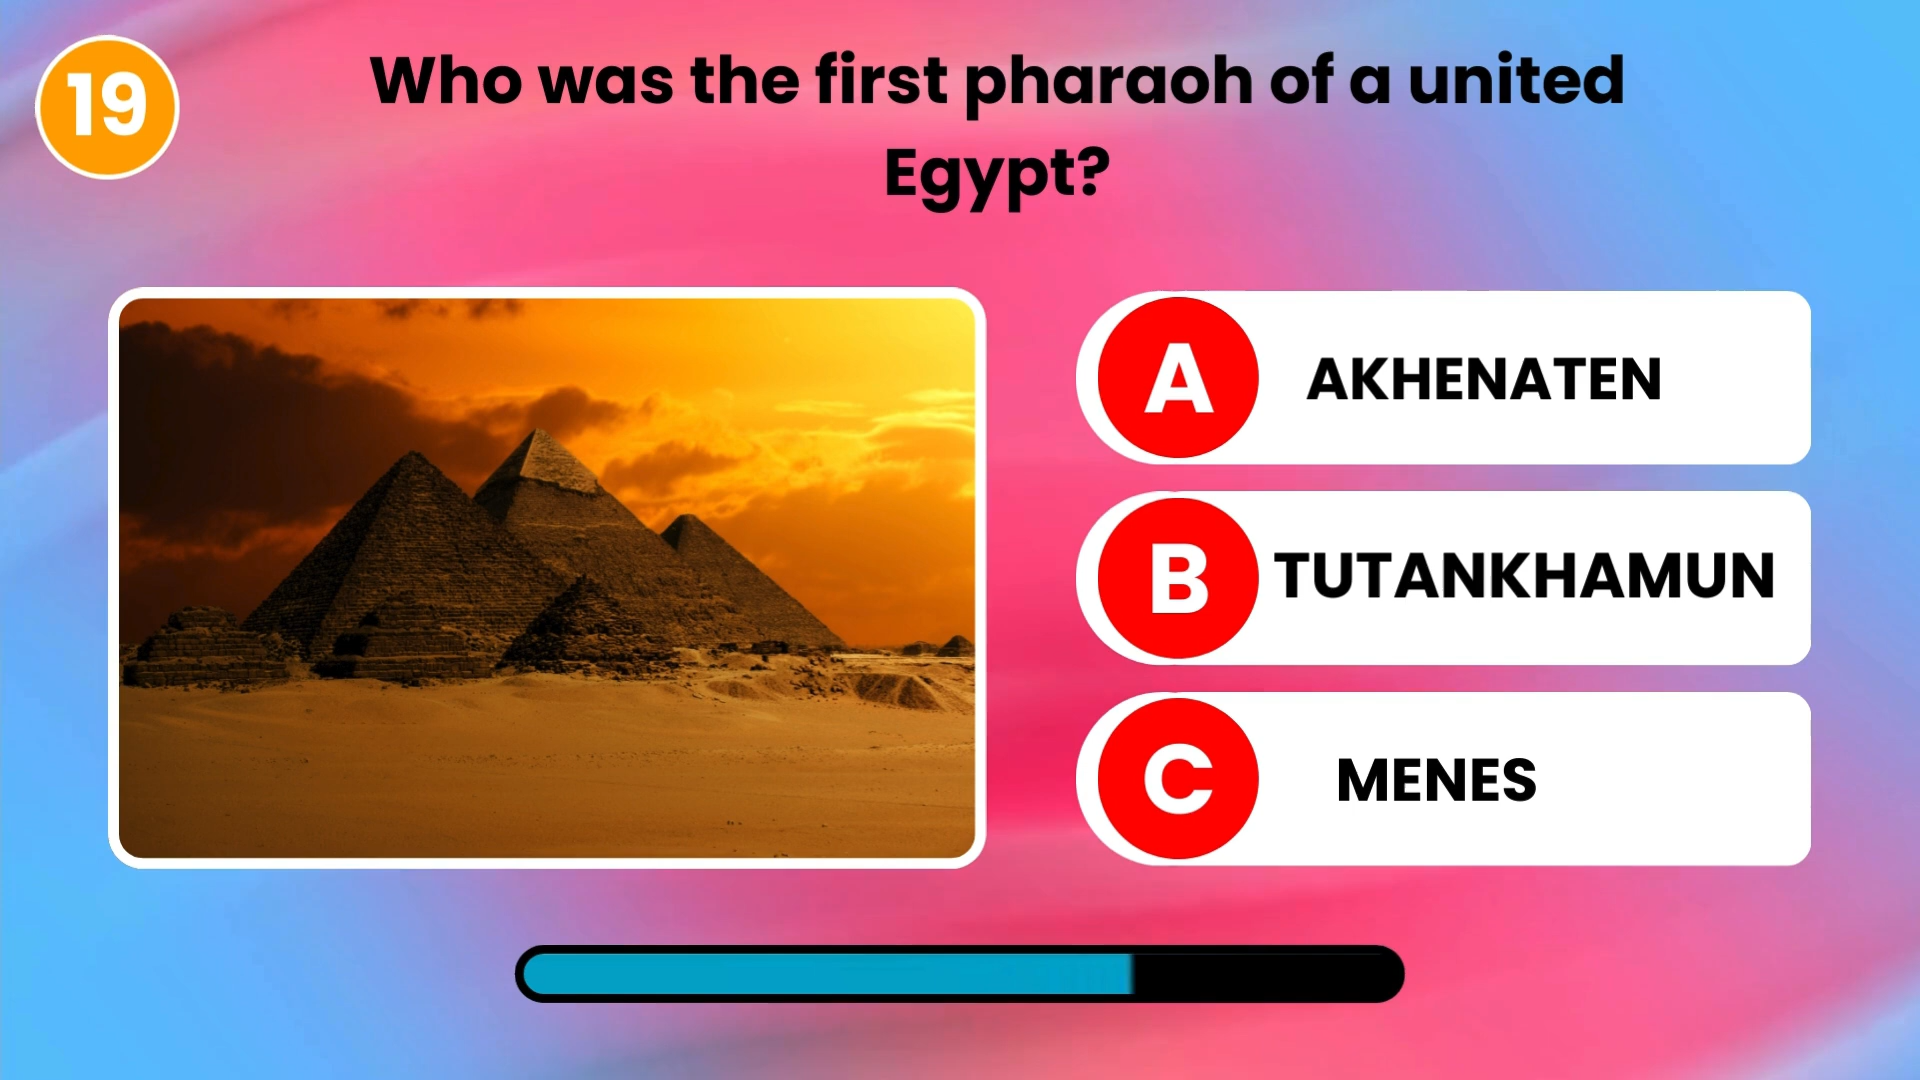 19
Who was the first pharaoh of a united
Egypt?
A AKHENATEN
B TUTANKHAMUN
C MENES